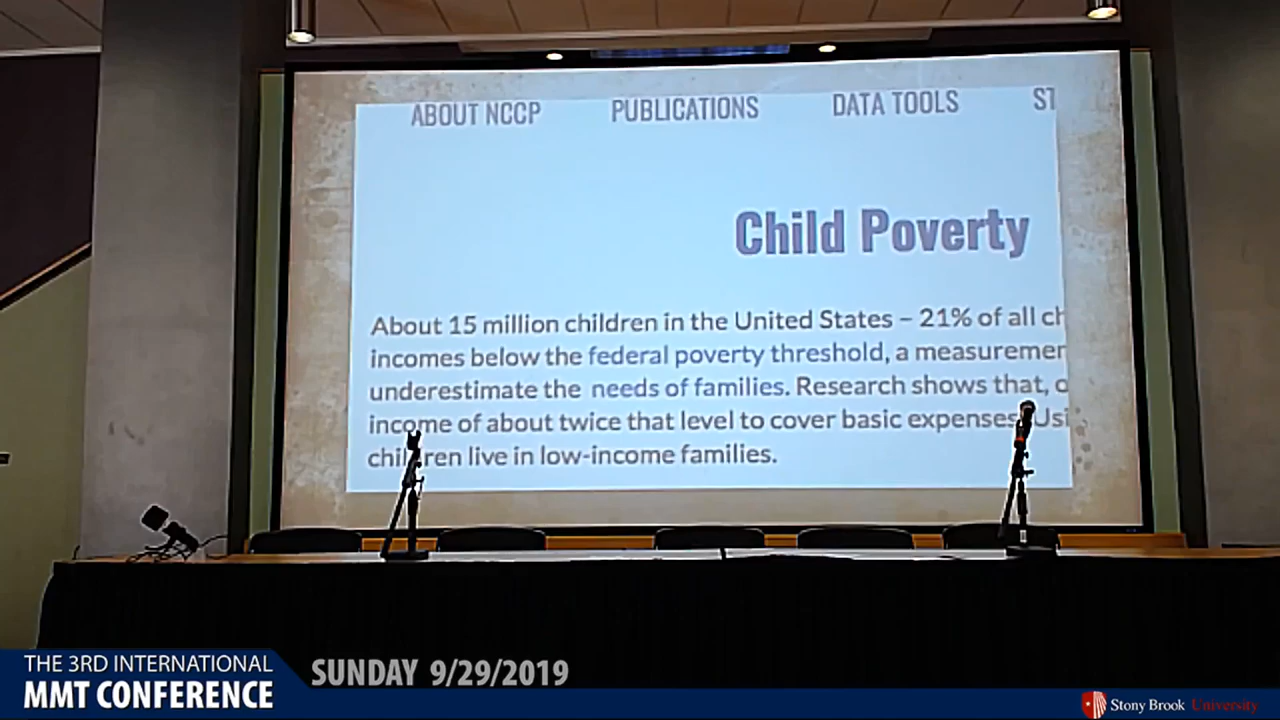 ABOUT NCCP PUBLICATIONS DATA TOOLS ST
Child Poverty
About 15 million children in the United States – 21% of all ch
incomes below the federal poverty threshold, a measuremen
underestimate the needs of families. Research shows that, o
income of about twice that level to cover basic expenses. Usi
children live in low-income families.
THE 3RD INTERNATIONAL
MMT CONFERENCE
SUNDAY 9/29/2019
Stony Brook University